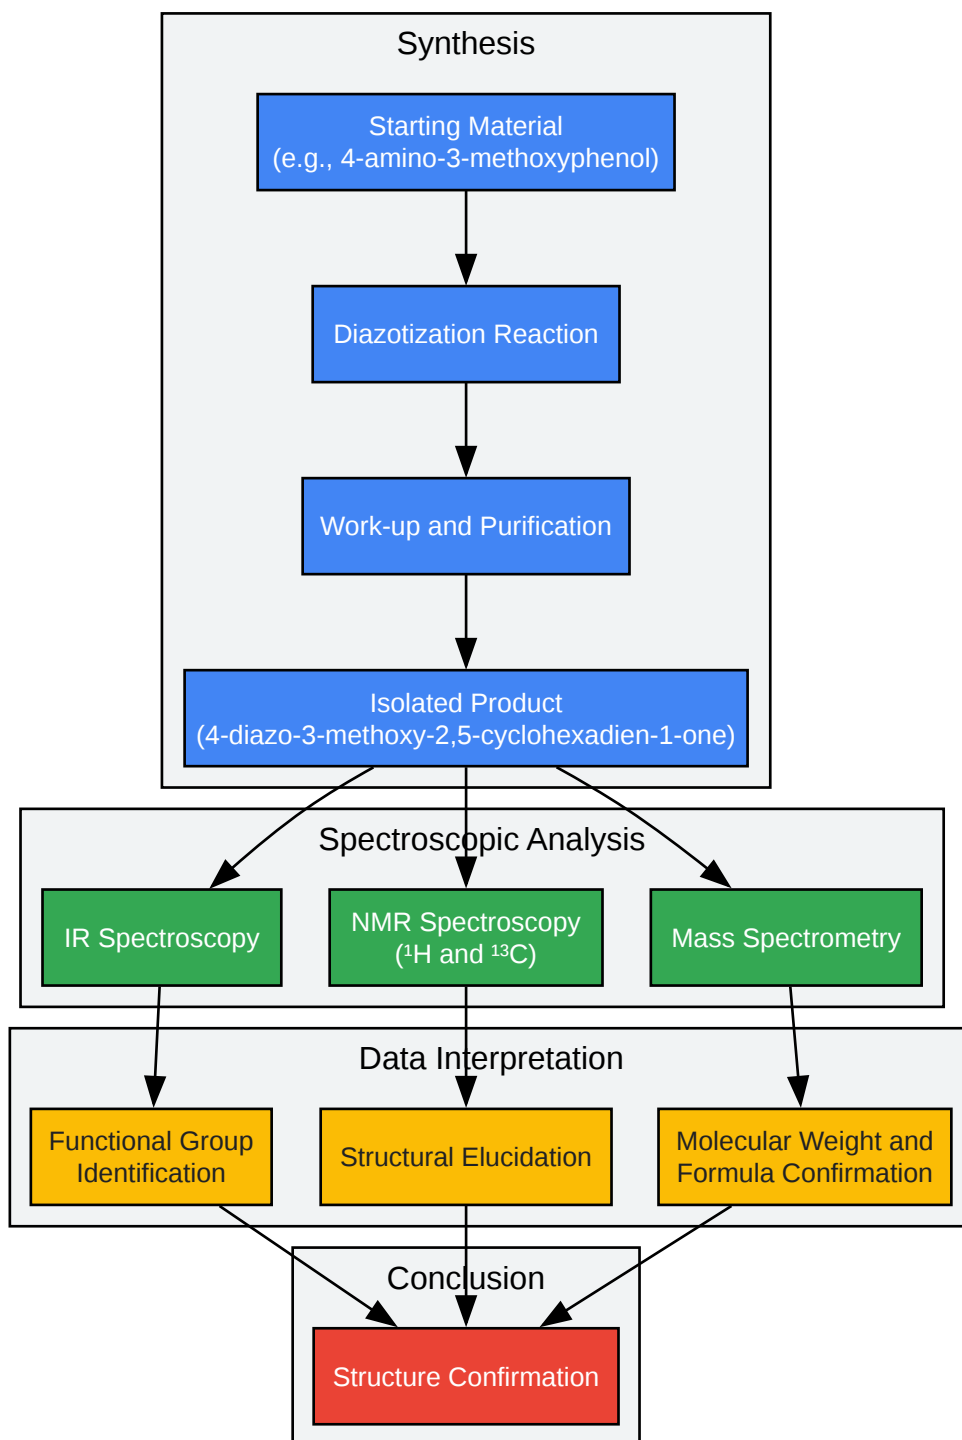 Synthesis
Starting Material
(e.g., 4-amino-3-methoxyphenol)
Diazotization Reaction
Work-up and Purification
Isolated Product
(4-diazo-3-methoxy-2,5-cyclohexadien-1-one)
Spectroscopic Analysis
IR Spectroscopy
NMR Spectroscopy
(¹H and ¹³C)
Mass Spectrometry
Data Interpretation
Functional Group
Identification
Structural Elucidation
Molecular Weight and
Formula Confirmation
Conclusion
Structure Confirmation